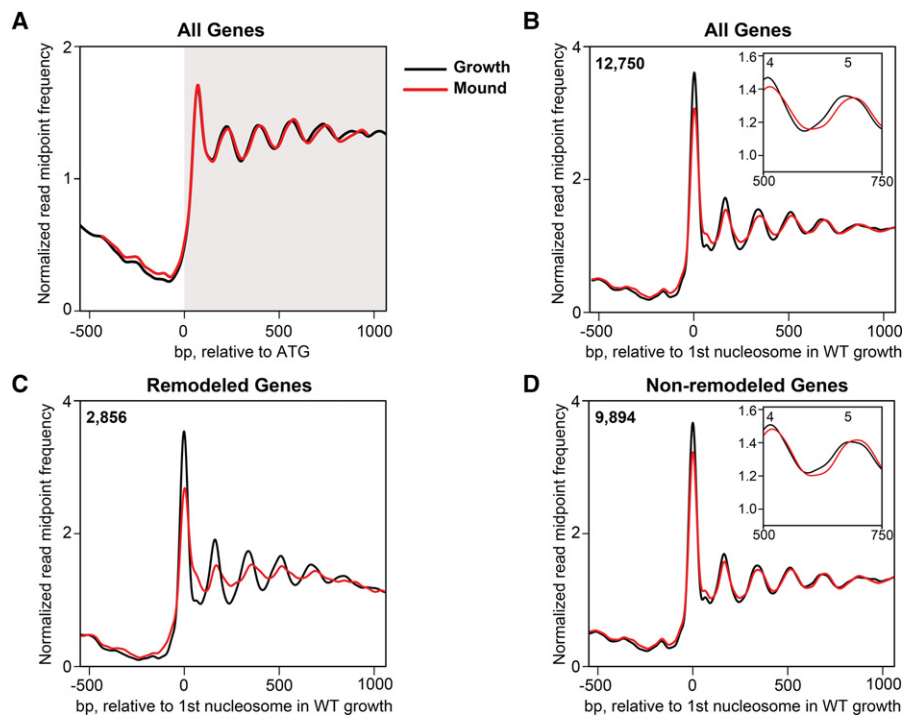 A
All Genes
Normalized read midpoint frequency
2
1
0
-500
0
500
1000
bp, relative to ATG
Growth
Mound
B
All Genes
12,750
Normalized read midpoint frequency
4
2
0
-500
0
500
1000
bp, relative to 1st nucleosome in WT growth
4
5
1.6
1.4
1.2
1.0
500
750
C
Remodeled Genes
2,856
Normalized read midpoint frequency
4
2
0
-500
0
500
1000
bp, relative to 1st nucleosome in WT growth
D
Non-remodeled Genes
9,894
Normalized read midpoint frequency
4
2
0
-500
0
500
1000
bp, relative to 1st nucleosome in WT growth
4
5
1.6
1.4
1.2
1.0
500
750